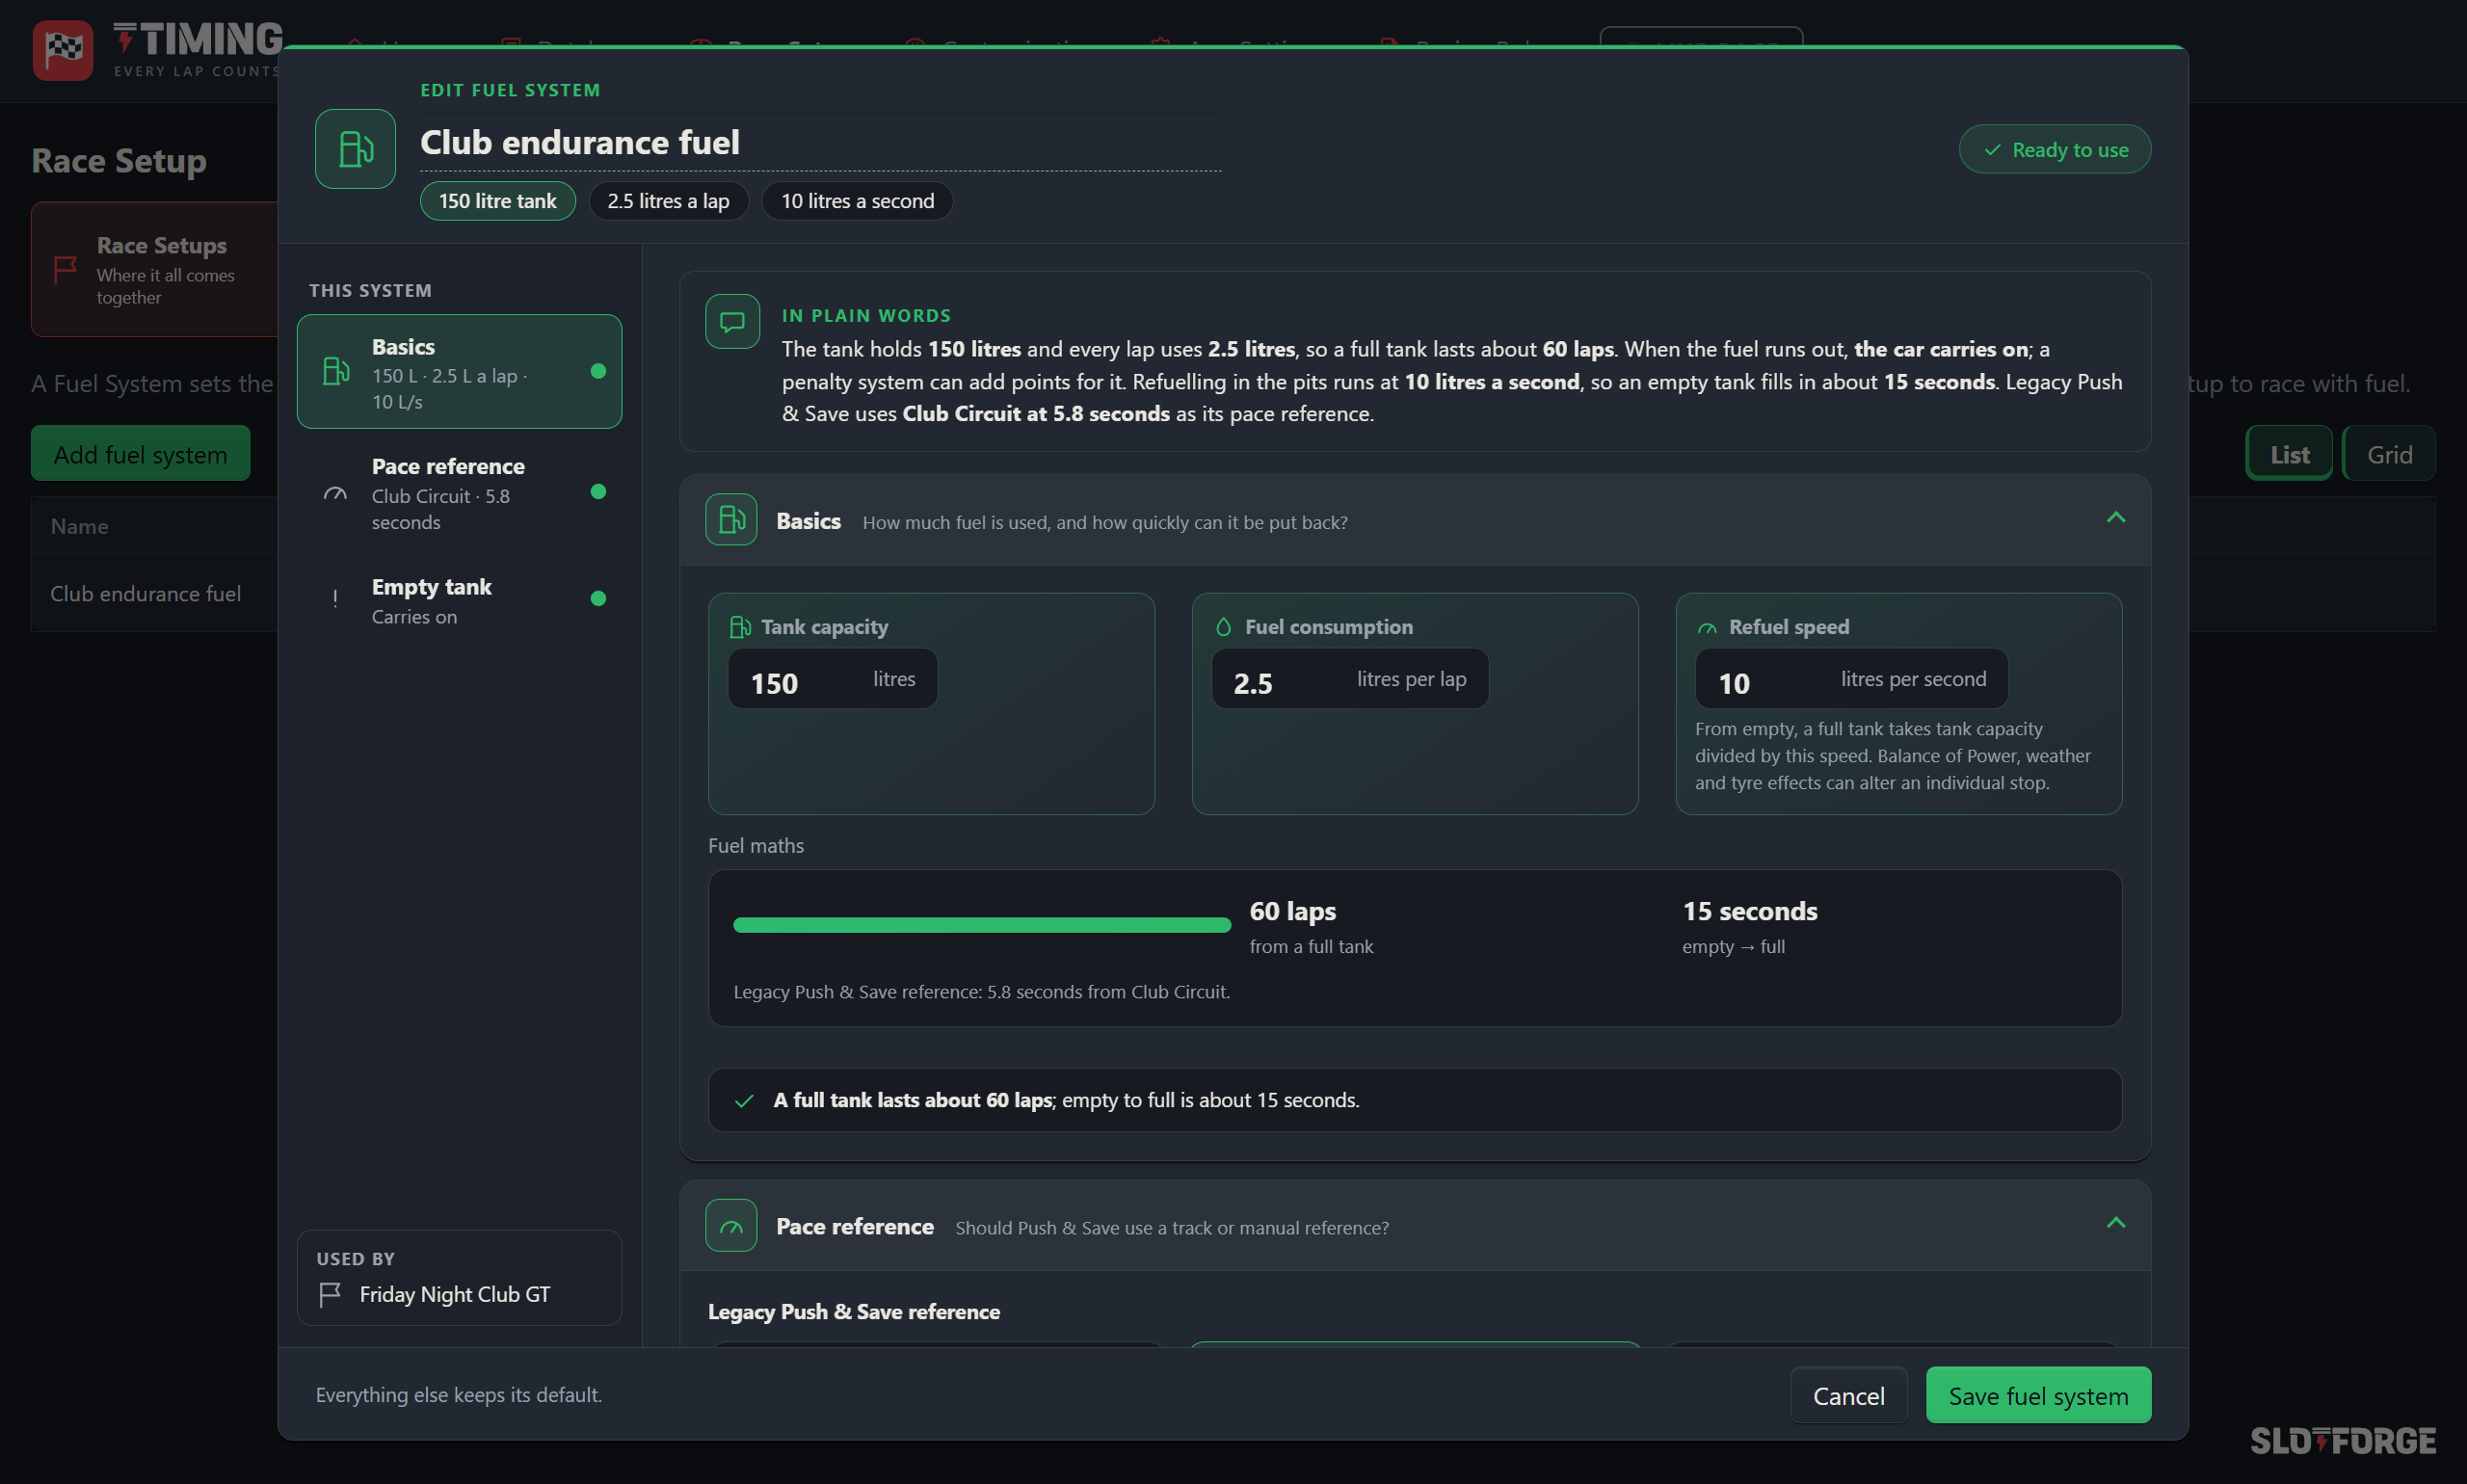 TIMING
EVERY LAP COUNTS
Race Setup
Race Setups
Where it all comes
together
A Fuel System sets the
tup to race with fuel.
Add fuel system
List
Grid
Name
Club endurance fuel
EDIT FUEL SYSTEM
Club endurance fuel
150 litre tank
2.5 litres a lap
10 litres a second
Ready to use
THIS SYSTEM
Basics
150 L · 2.5 L a lap ·
10 L/s
Pace reference
Club Circuit · 5.8
seconds
Empty tank
Carries on
USED BY
Friday Night Club GT
IN PLAIN WORDS
The tank holds 150 litres and every lap uses 2.5 litres, so a full tank lasts about 60 laps. When the fuel runs out, the car carries on; a
penalty system can add points for it. Refuelling in the pits runs at 10 litres a second, so an empty tank fills in about 15 seconds. Legacy Push
& Save uses Club Circuit at 5.8 seconds as its pace reference.
Basics How much fuel is used, and how quickly can it be put back?
Tank capacity
150 litres
Fuel consumption
2.5 litres per lap
Refuel speed
10 litres per second
From empty, a full tank takes tank capacity
divided by this speed. Balance of Power, weather
and tyre effects can alter an individual stop.
Fuel maths
60 laps
from a full tank
15 seconds
empty → full
Legacy Push & Save reference: 5.8 seconds from Club Circuit.
A full tank lasts about 60 laps; empty to full is about 15 seconds.
Pace reference Should Push & Save use a track or manual reference?
Legacy Push & Save reference
Everything else keeps its default.
Cancel
Save fuel system
SLOTFORGE